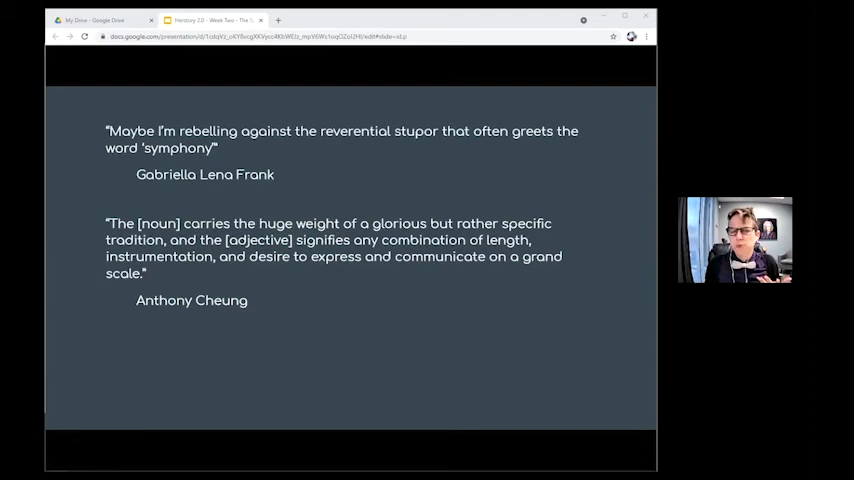 My Drive - Google Drive
Herstory 2.0 - Week Two - The S
“Maybe I’m rebelling against the reverential stupor that often greets the
word ‘symphony’“
Gabriella Lena Frank
“The [noun] carries the huge weight of a glorious but rather specific
tradition, and the [adjective] signifies any combination of length,
instrumentation, and desire to express and communicate on a grand
scale.”
Anthony Cheung